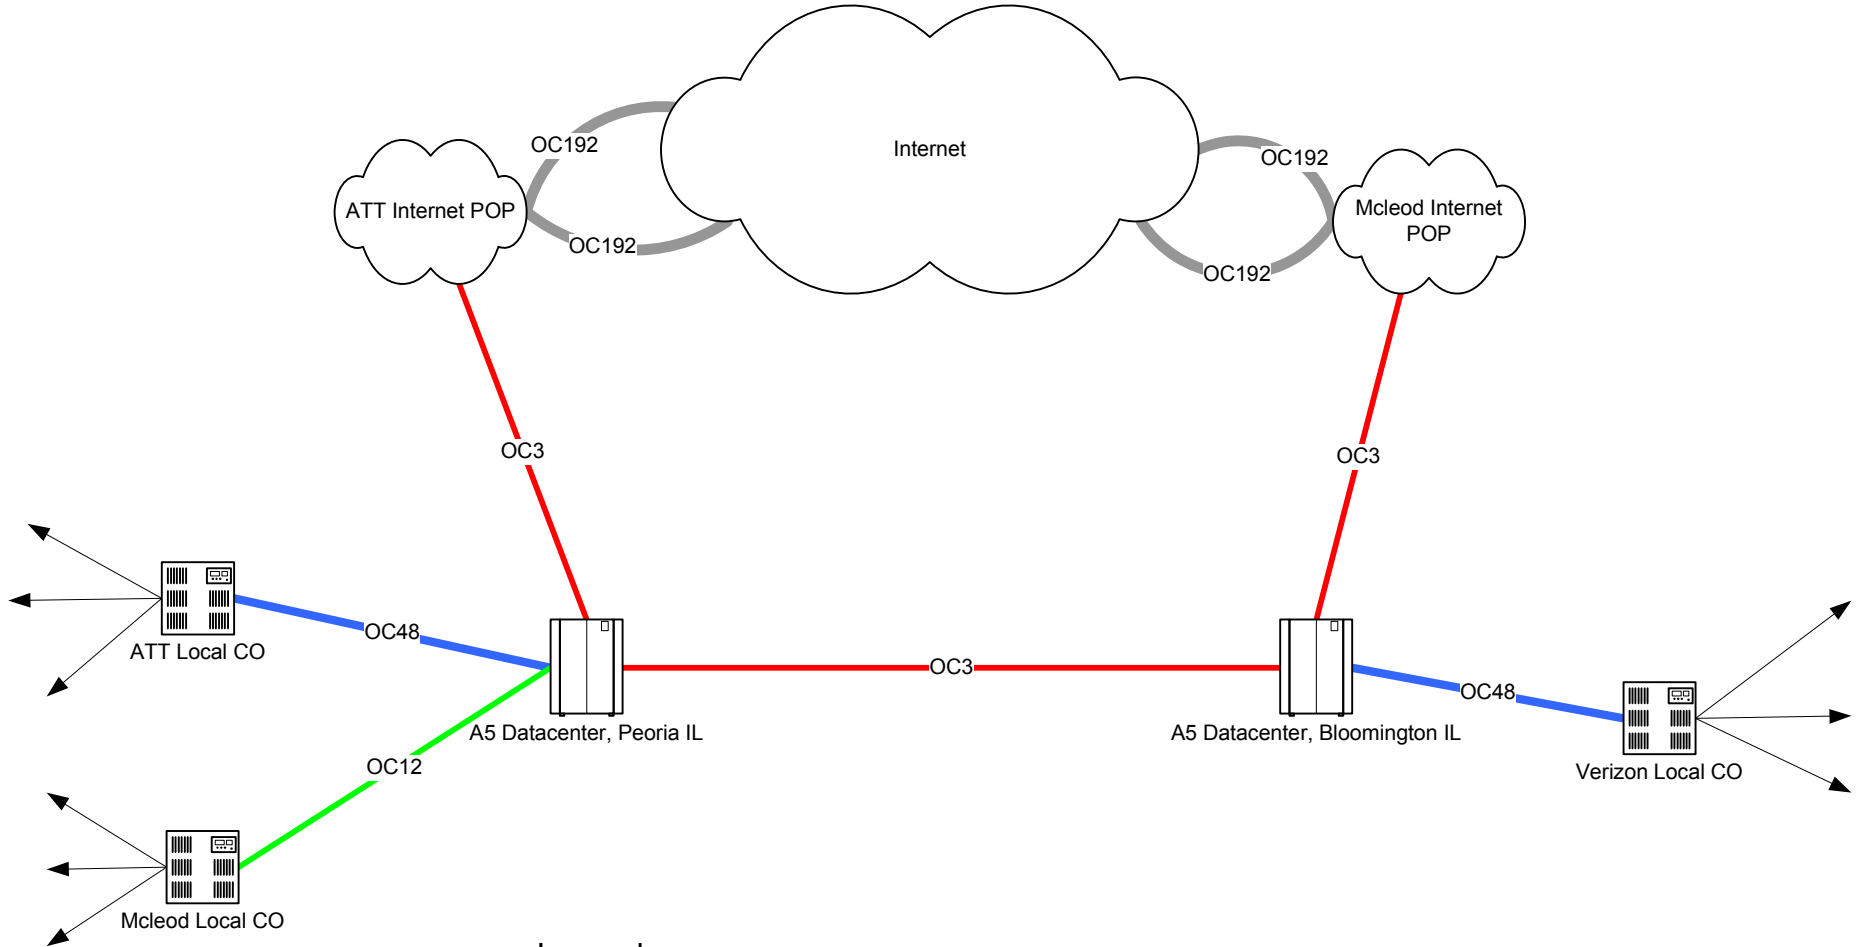 Internet
OC192
OC192
OC192
OC192
ATT Internet POP
Mcleod Internet
POP
OC3
OC3
ATT Local CO
OC48
OC3
OC48
A5 Datacenter, Peoria IL
A5 Datacenter, Bloomington IL
Verizon Local CO
OC12
Mcleod Local CO